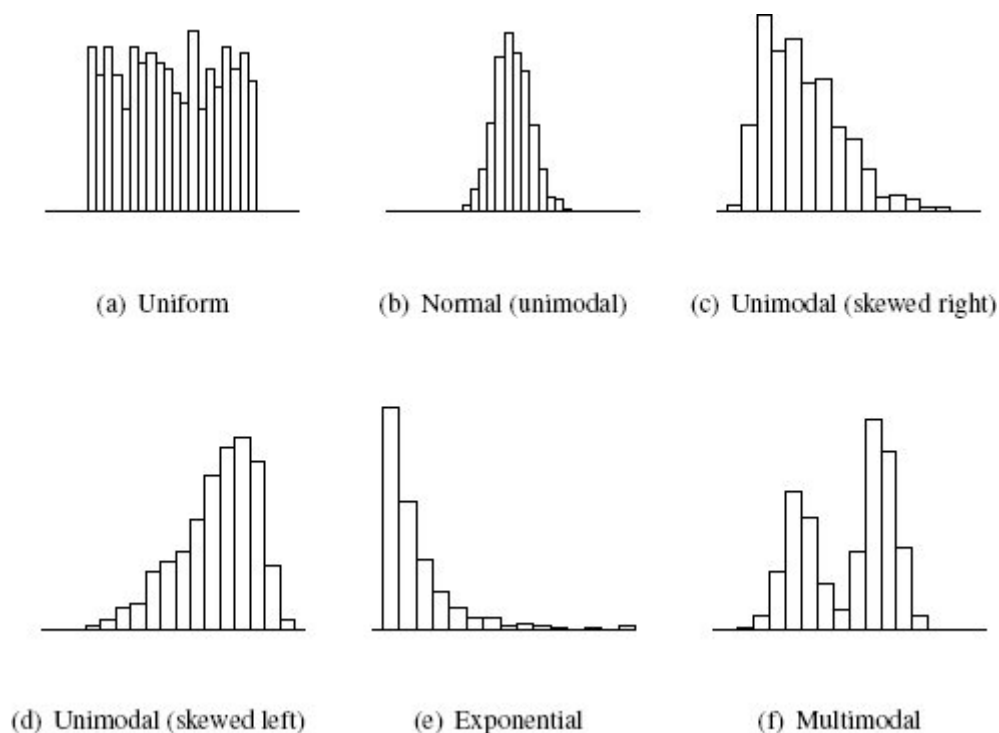 (a) Uniform
(b) Normal (unimodal)
(c) Unimodal (skewed right)
(d) Unimodal (skewed left)
(e) Exponential
(f) Multimodal